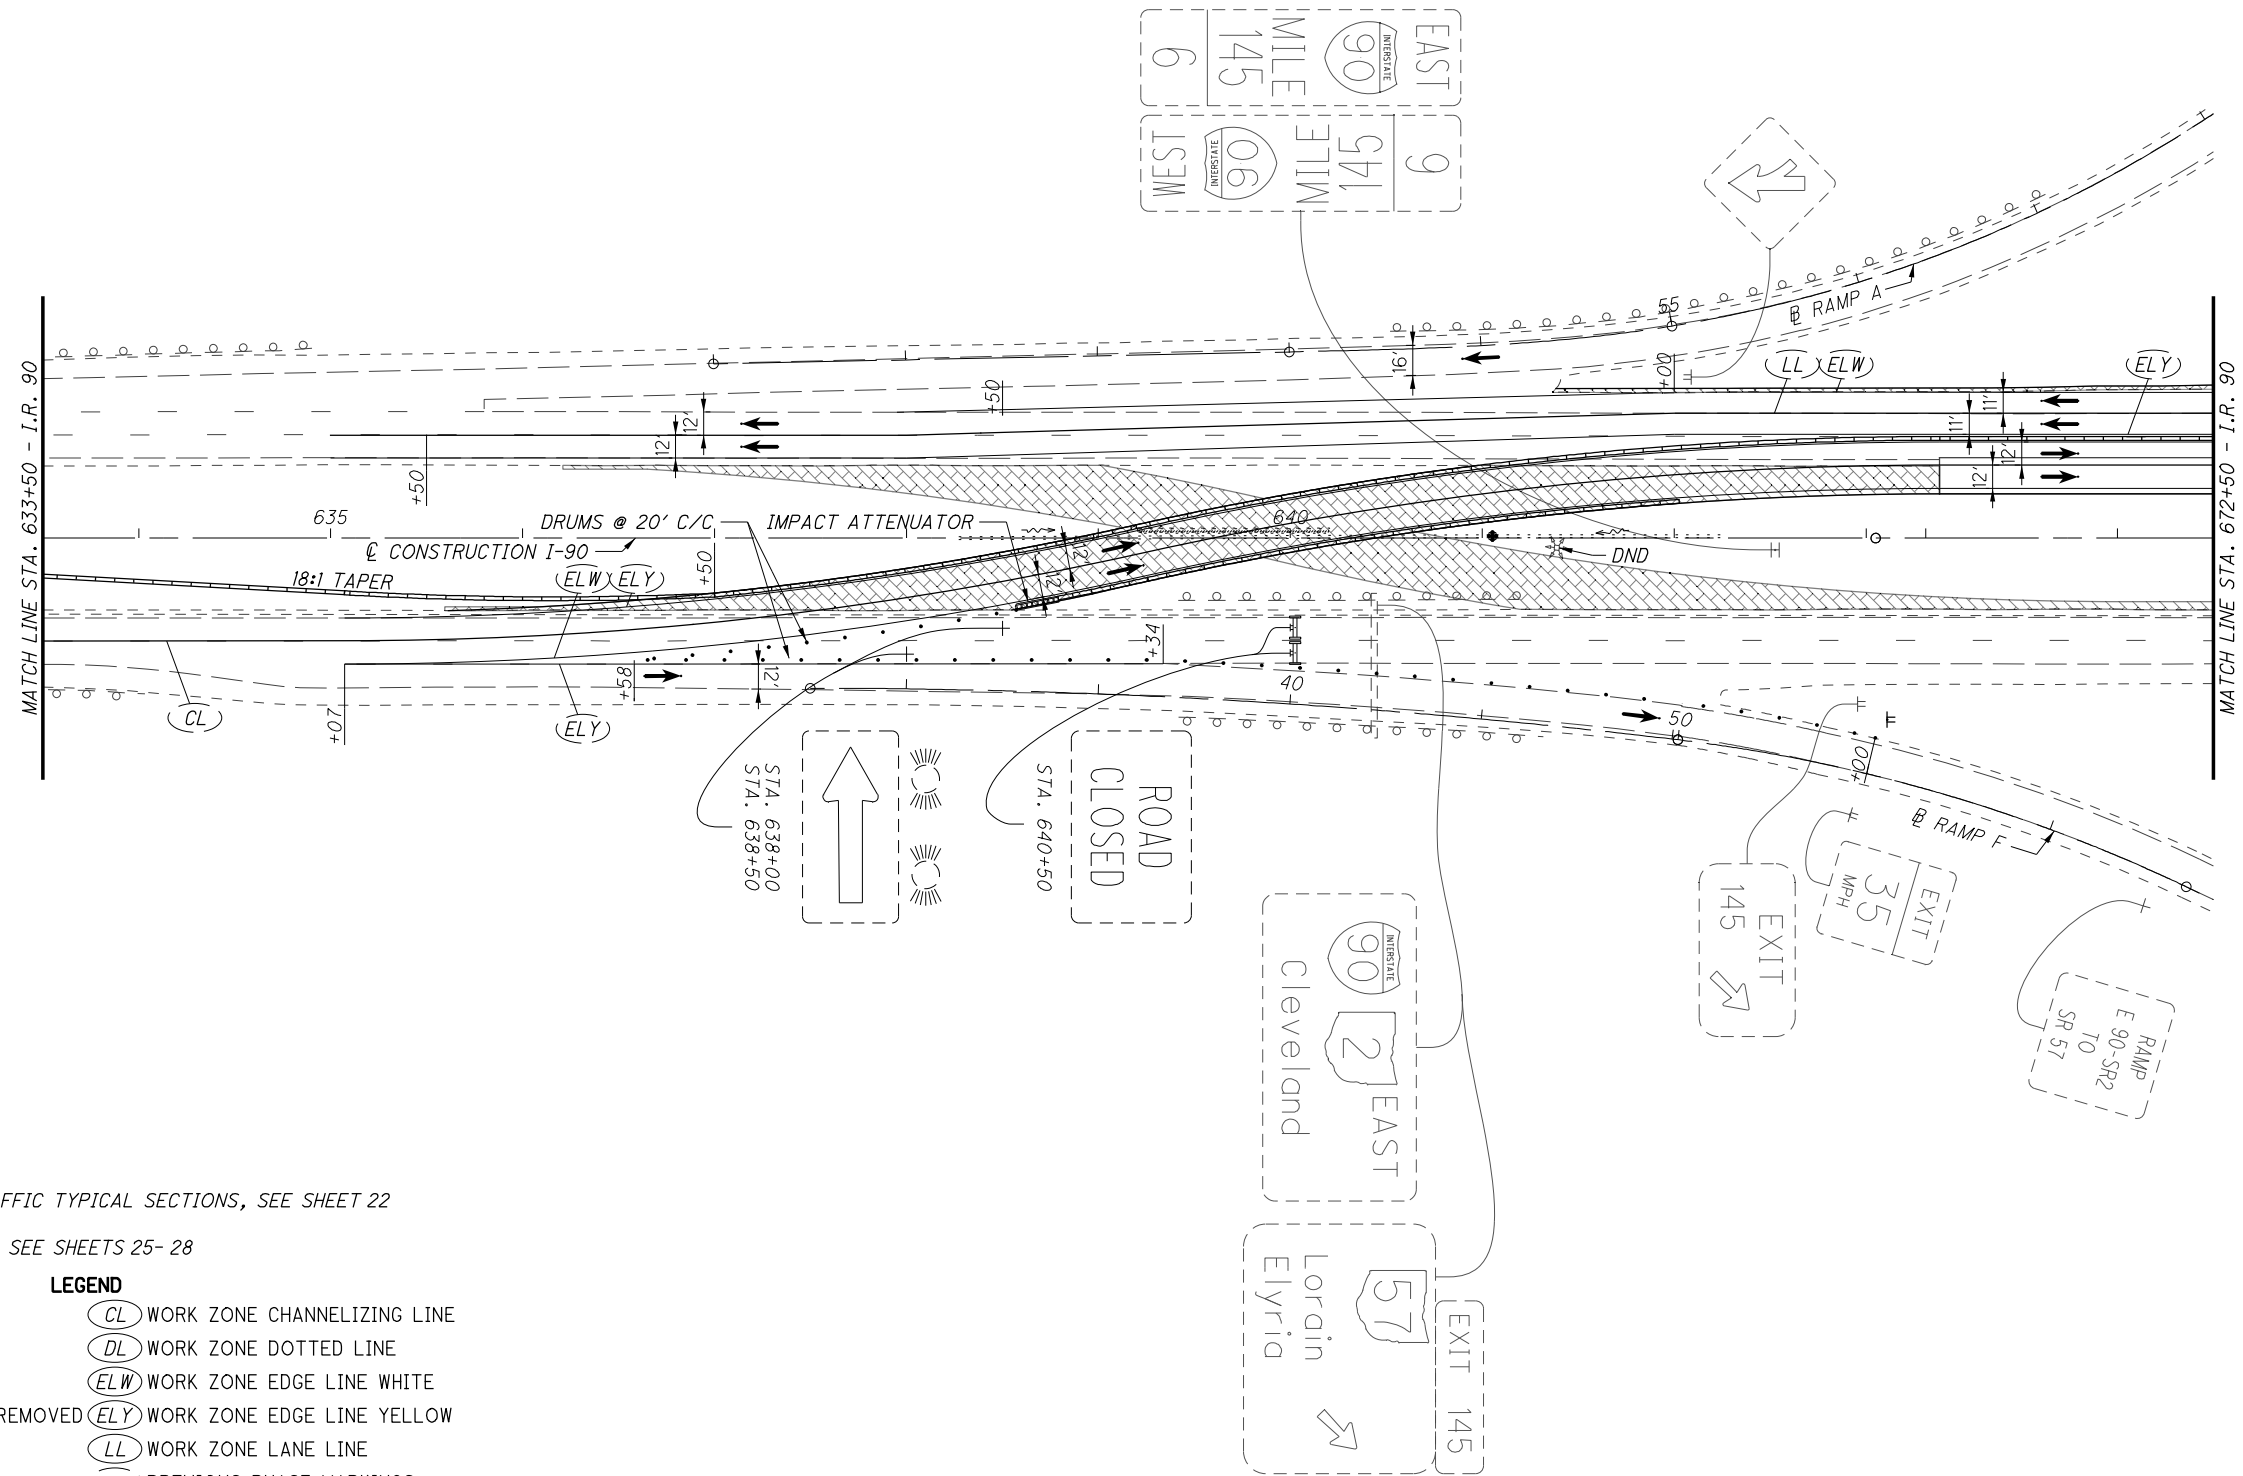 EAST
INTERSTATE
90
MILE
145
6
WEST
INTERSTATE
90
MILE
145
9
MATCH LINE STA. 633+50 - I.R. 90
MATCH LINE STA. 672+50 - I.R. 90
55
℄ RAMP A
16'
+00
LL
ELW
ELY
+50
12'
12'
11'
11'
12'
12'
+50
635
DRUMS @ 20' C/C
IMPACT ATTENUATOR
640
℄ CONSTRUCTION I-90
18:1 TAPER
ELW
ELY
+50
12'
12'
DND
+34
+58
12'
40
50
CL
+07
ELY
+00
℄ RAMP F
STA. 638+00
STA. 638+50
STA. 640+50
ROAD
CLOSED
EXIT
145
EXIT
35
MPH
RAMP
E 90-SR2
TO
SR 57
INTERSTATE
90
2
EAST
Cleveland
EXIT 145
57
Lorain
Elyria
FFIC TYPICAL SECTIONS, SEE SHEET 22
SEE SHEETS 25- 28
LEGEND
CL WORK ZONE CHANNELIZING LINE
DL WORK ZONE DOTTED LINE
ELW WORK ZONE EDGE LINE WHITE
REMOVED ELY WORK ZONE EDGE LINE YELLOW
LL WORK ZONE LANE LINE